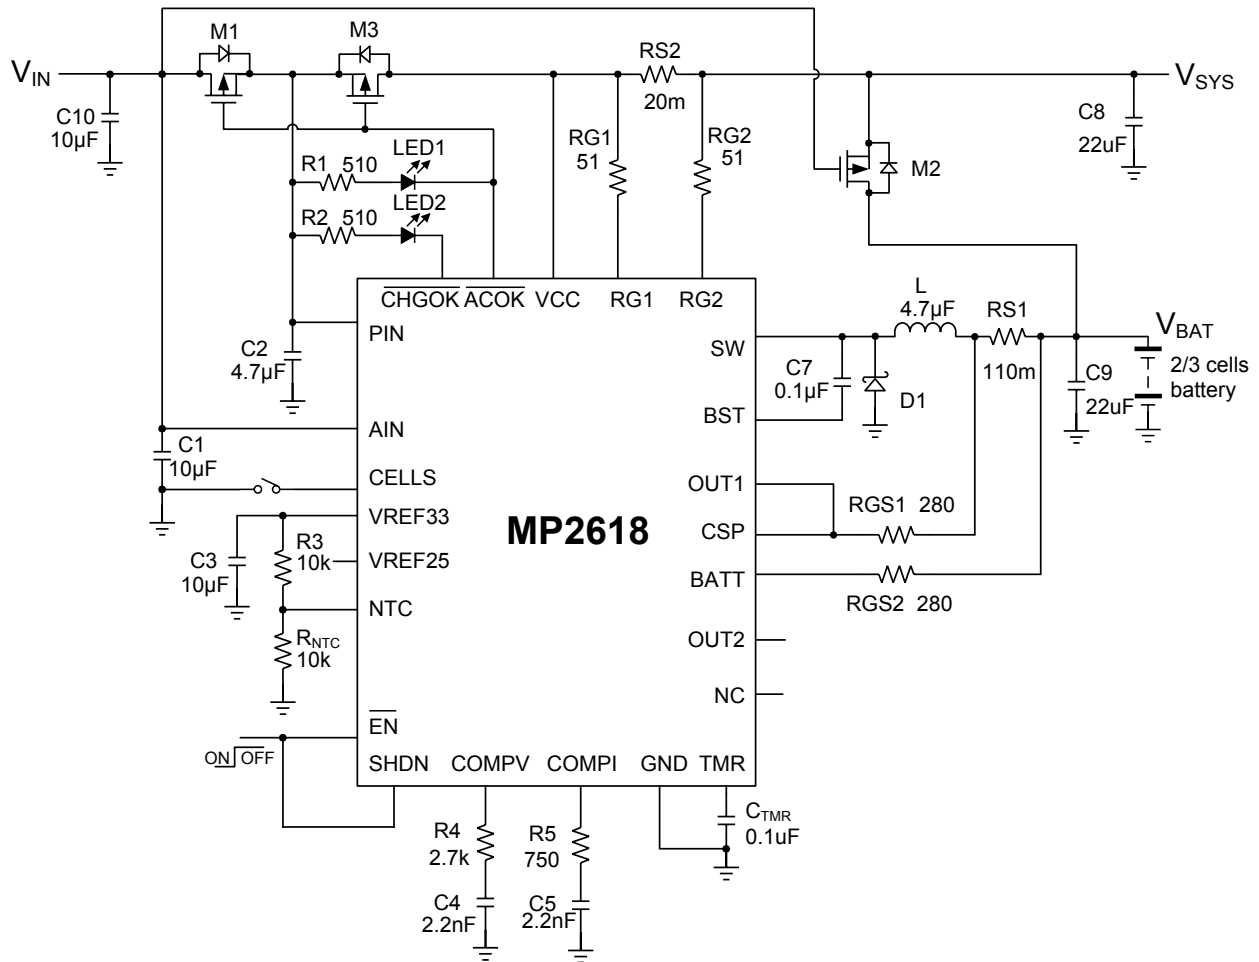 M1
M3
RS2
20m
VIN
VSYS
C10
10µF
C8
22uF
RG1
51
RG2
51
R1 510
LED1
R2 510
LED2
M2
CHGOK ACOK VCC RG1 RG2
PIN
C2
4.7µF
SW
L
4.7µF
RS1
110m
VBAT
2/3 cells
battery
C7
0.1µF
D1
C9
22uF
BST
AIN
C1
10µF
CELLS
OUT1
RGS1 280
VREF33
MP2618
CSP
R3
10k
VREF25
C3
10µF
BATT
RGS2 280
NTC
RNTC
10k
OUT2
NC
EN
ON OFF
SHDN COMPV COMPI GND TMR
R4
2.7k
R5
750
CTMR
0.1uF
C4
2.2nF
C5
2.2nF